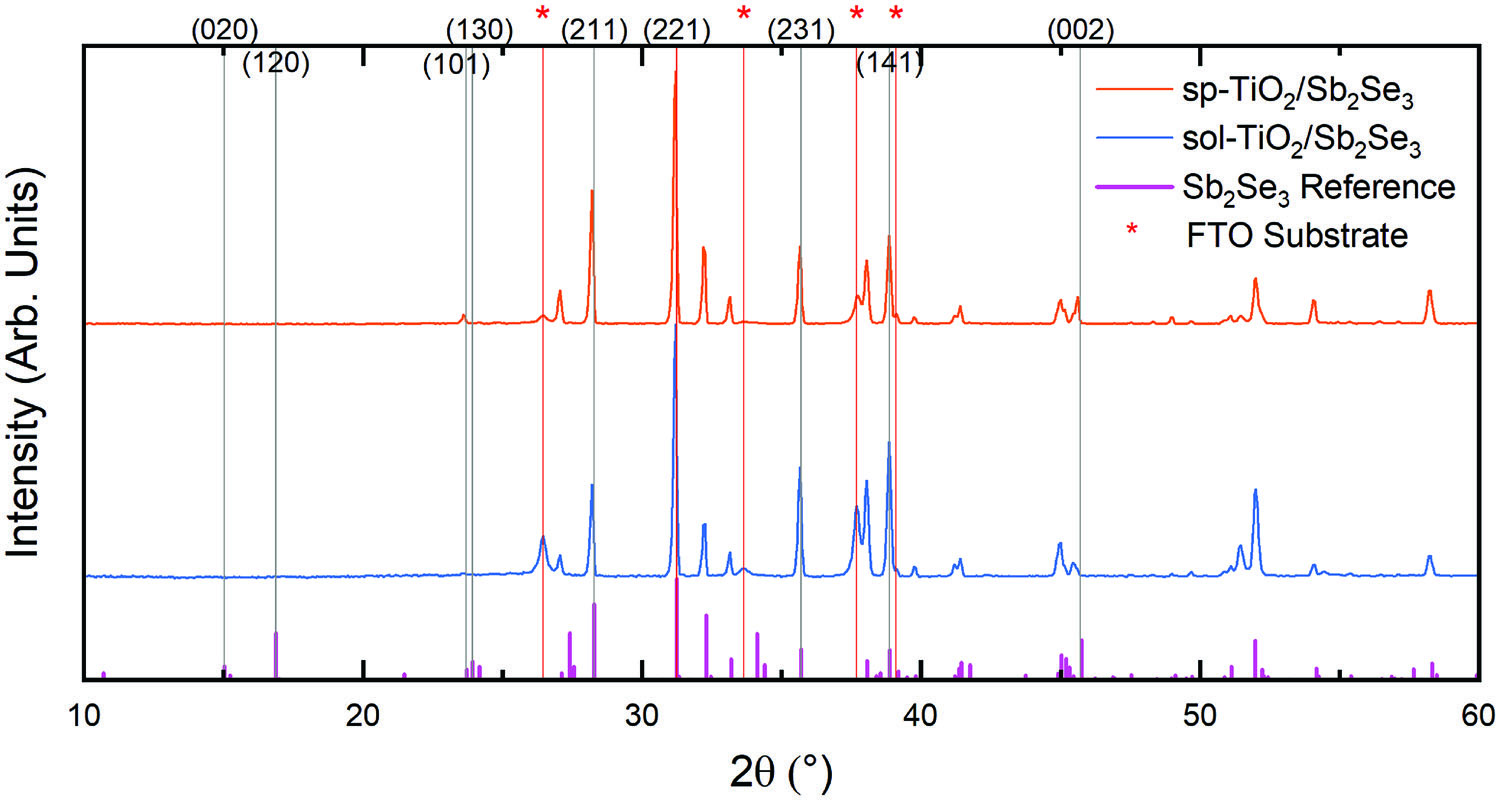 * * * *
(020) (130) (211) (221) (231) (002)
(120) (101) (141)
sp-TiO₂/Sb₂Se₃
sol-TiO₂/Sb₂Se₃
Sb₂Se₃ Reference
* FTO Substrate
Intensity (Arb. Units)
10 20 30 40 50 60
2θ (°)